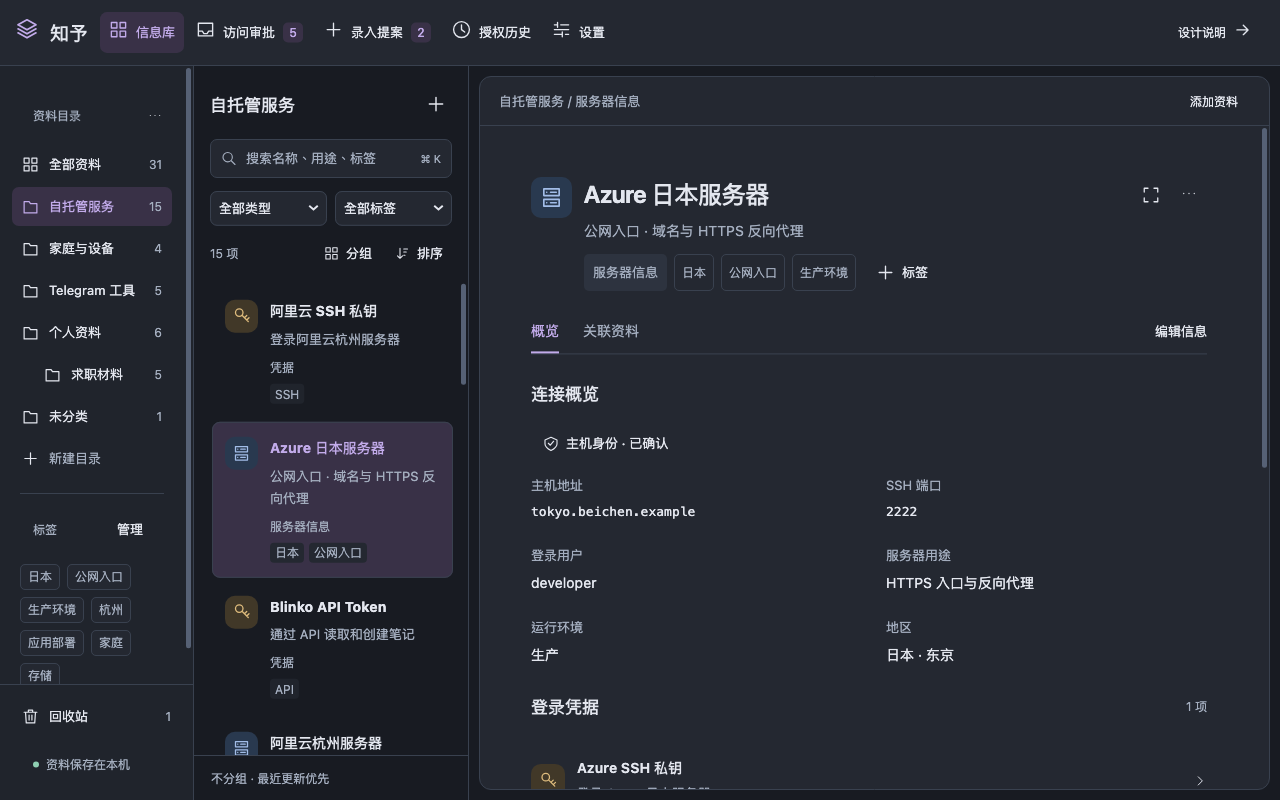 知予
信息库
访问审批 5
录入提案 2
授权历史
设置
设计说明
资料目录
全部资料 31
自托管服务 15
家庭与设备 4
Telegram 工具 5
个人资料 6
求职材料 5
未分类 1
新建目录
标签 管理
日本 公网入口
生产环境 杭州
应用部署 家庭
存储
回收站 1
资料保存在本机
自托管服务
搜索名称、用途、标签 ⌘ K
全部类型 全部标签
15 项 分组 排序
阿里云 SSH 私钥
登录阿里云杭州服务器
凭据
SSH
Azure 日本服务器
公网入口 · 域名与 HTTPS 反
向代理
服务器信息
日本 公网入口
Blinko API Token
通过 API 读取和创建笔记
凭据
API
阿里云杭州服务器
不分组 · 最近更新优先
自托管服务 / 服务器信息 添加资料
Azure 日本服务器
公网入口 · 域名与 HTTPS 反向代理
服务器信息 日本 公网入口 生产环境 标签
概览 关联资料 编辑信息
连接概览
主机身份 · 已确认
主机地址 SSH 端口
tokyo.beichen.example 2222
登录用户 服务器用途
developer HTTPS 入口与反向代理
运行环境 地区
生产 日本 · 东京
登录凭据 1 项
Azure SSH 私钥